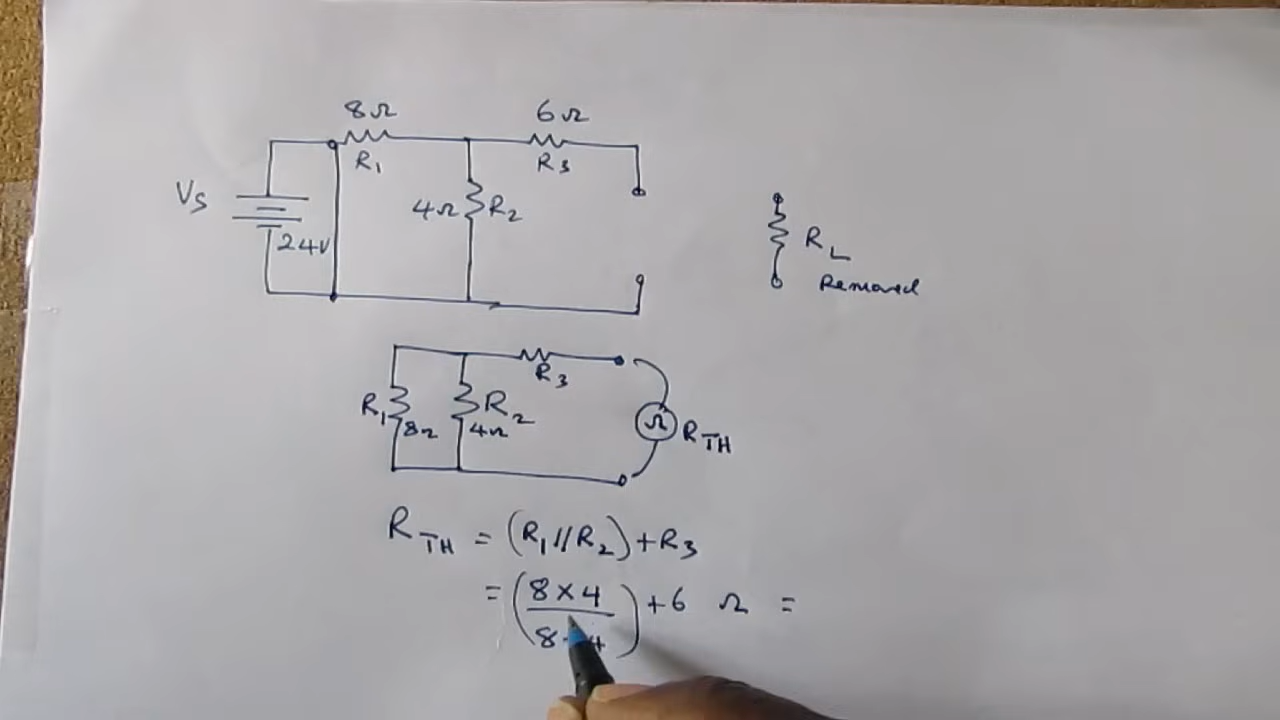 8Ω 6Ω
R1 R3
VS 4Ω R2
24V
RL
Removed
R3
R1 8Ω R2 4Ω Ω RTH
RTH = (R1//R2) + R3
= (8 × 4 / 8 + 4) + 6 Ω =